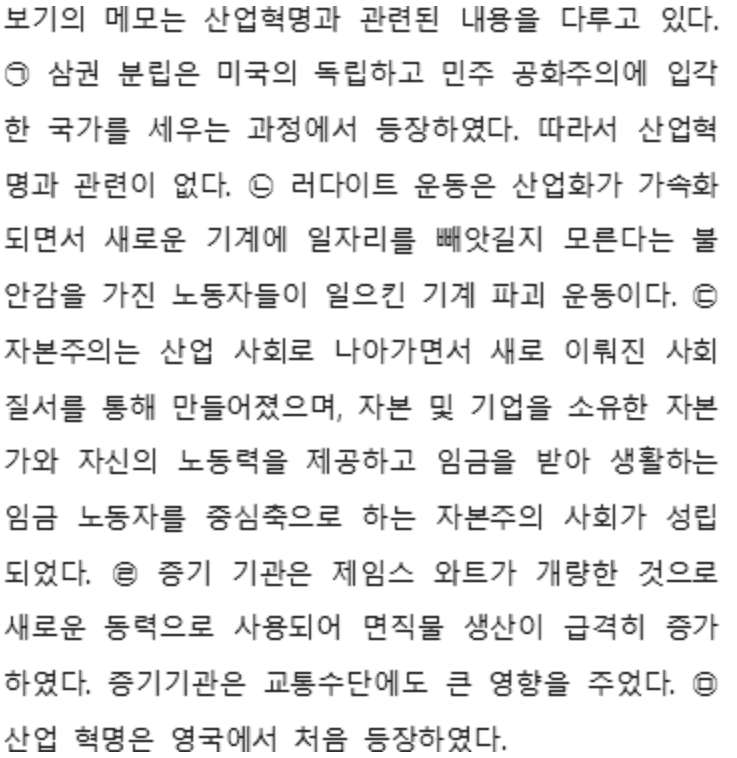 보기의 메모는 산업혁명과 관련된 내용을 다루고 있다.
㉠ 삼권 분립은 미국의 독립하고 민주 공화주의에 입각
한 국가를 세우는 과정에서 등장하였다. 따라서 산업혁
명과 관련이 없다. ㉡ 러다이트 운동은 산업화가 가속화
되면서 새로운 기계에 일자리를 빼앗길지 모른다는 불
안감을 가진 노동자들이 일으킨 기계 파괴 운동이다. ㉢
자본주의는 산업 사회로 나아가면서 새로 이뤄진 사회
질서를 통해 만들어졌으며, 자본 및 기업을 소유한 자본
가와 자신의 노동력을 제공하고 임금을 받아 생활하는
임금 노동자를 중심축으로 하는 자본주의 사회가 성립
되었다. ㉣ 증기 기관은 제임스 와트가 개량한 것으로
새로운 동력으로 사용되어 면직물 생산이 급격히 증가
하였다. 증기기관은 교통수단에도 큰 영향을 주었다. ㉤
산업 혁명은 영국에서 처음 등장하였다.